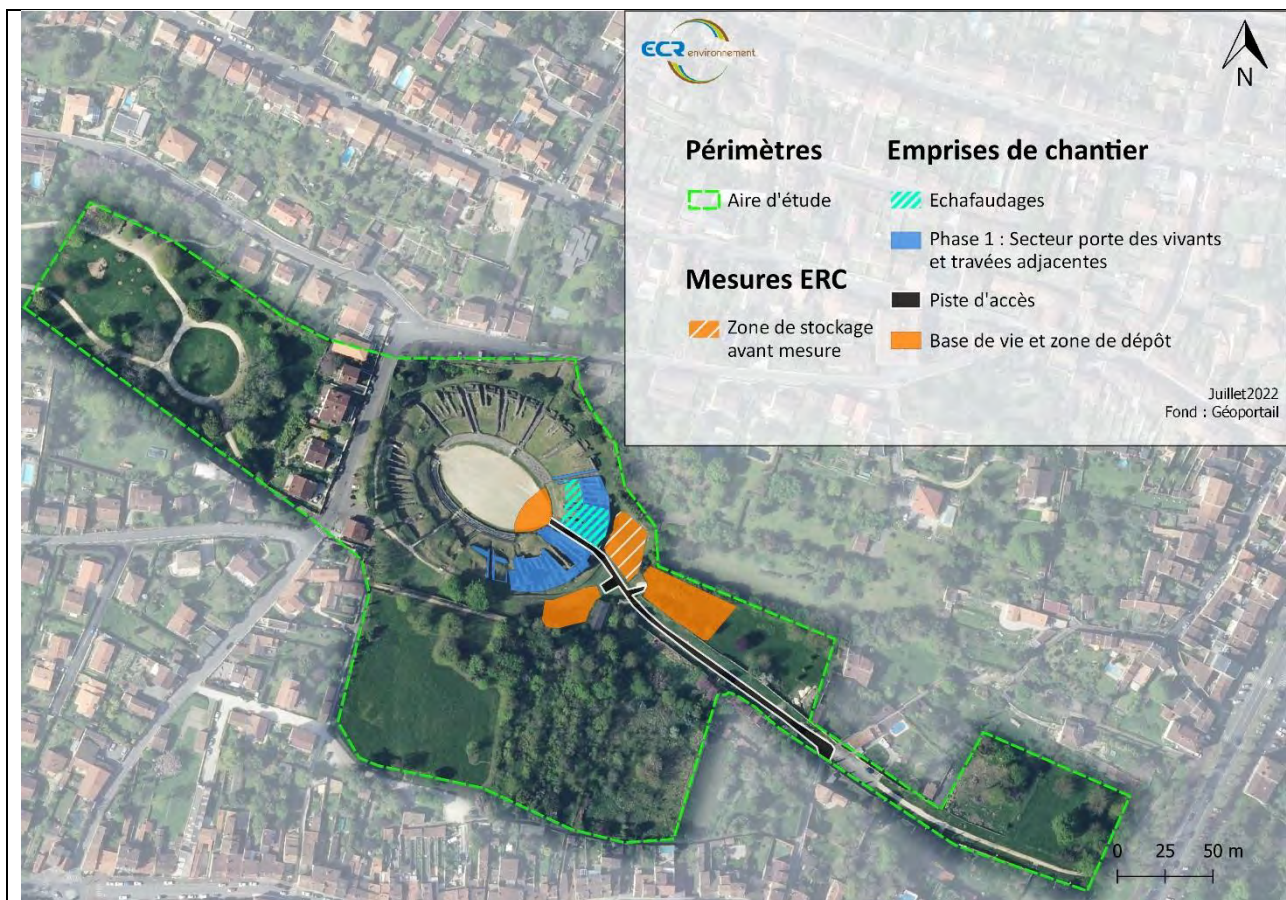 ECR environnement
N
Périmètres
Aire d'étude
Mesures ERC
Zone de stockage
avant mesure
Emprises de chantier
Echafaudages
Phase 1 : Secteur porte des vivants
et travées adjacentes
Piste d'accès
Base de vie et zone de dépôt
Juillet2022
Fond : Géoportail
0 25 50 m